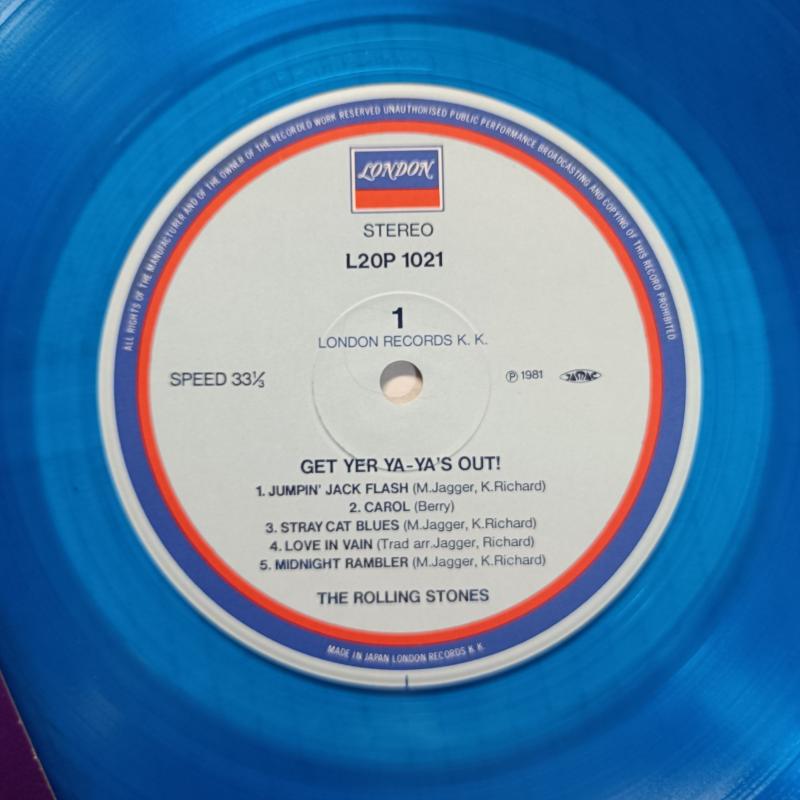 ALL RIGHTS OF THE MANUFACTURER AND OF THE OWNER OF THE RECORDED WORK RESERVED UNAUTHORISED PUBLIC PERFORMANCE BROADCASTING AND COPYING OF THIS RECORD PROHIBITED
LONDON
STEREO
L20P 1021
1
LONDON RECORDS K. K.
SPEED 33⅓
℗ 1981 JASRAC
GET YER YA-YA'S OUT!
1. JUMPIN' JACK FLASH (M.Jagger, K.Richard)
2. CAROL (Berry)
3. STRAY CAT BLUES (M.Jagger, K.Richard)
4. LOVE IN VAIN (Trad arr.Jagger, Richard)
5. MIDNIGHT RAMBLER (M.Jagger, K.Richard)
THE ROLLING STONES
MADE IN JAPAN LONDON RECORDS K. K.